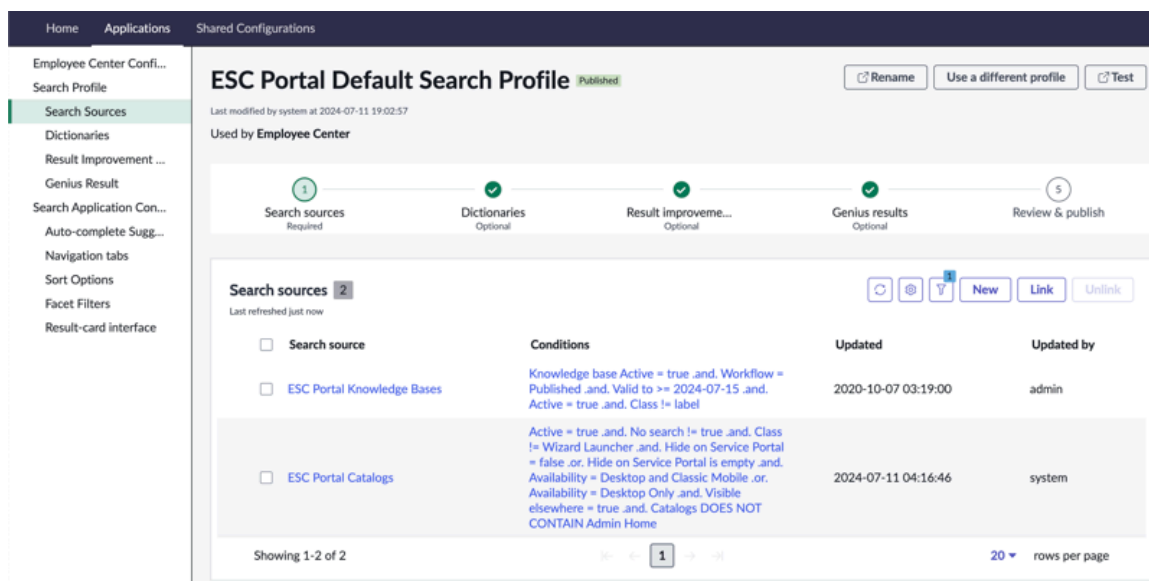 Home Applications Shared Configurations
Employee Center Confi...
Search Profile
Search Sources
Dictionaries
Result Improvement ...
Genius Result
Search Application Con...
Auto-complete Sugg...
Navigation tabs
Sort Options
Facet Filters
Result-card interface
ESC Portal Default Search Profile Published
Rename Use a different profile Test
Last modified by system at 2024-07-11 19:02:57
Used by Employee Center
1
Search sources
Required
Dictionaries
Optional
Result improveme...
Optional
Genius results
Optional
5
Review & publish
Search sources 2
Last refreshed just now
1
New Link Unlink
Search source Conditions Updated Updated by
ESC Portal Knowledge Bases
Knowledge base Active = true .and. Workflow =
Published .and. Valid to >= 2024-07-15 .and.
Active = true .and. Class != label
2020-10-07 03:19:00 admin
ESC Portal Catalogs
Active = true .and. No search != true .and. Class
!= Wizard Launcher .and. Hide on Service Portal
= false .or. Hide on Service Portal is empty .and.
Availability = Desktop and Classic Mobile .or.
Availability = Desktop Only .and. Visible
elsewhere = true .and. Catalogs DOES NOT
CONTAIN Admin Home
2024-07-11 04:16:46 system
Showing 1-2 of 2 1 20 rows per page